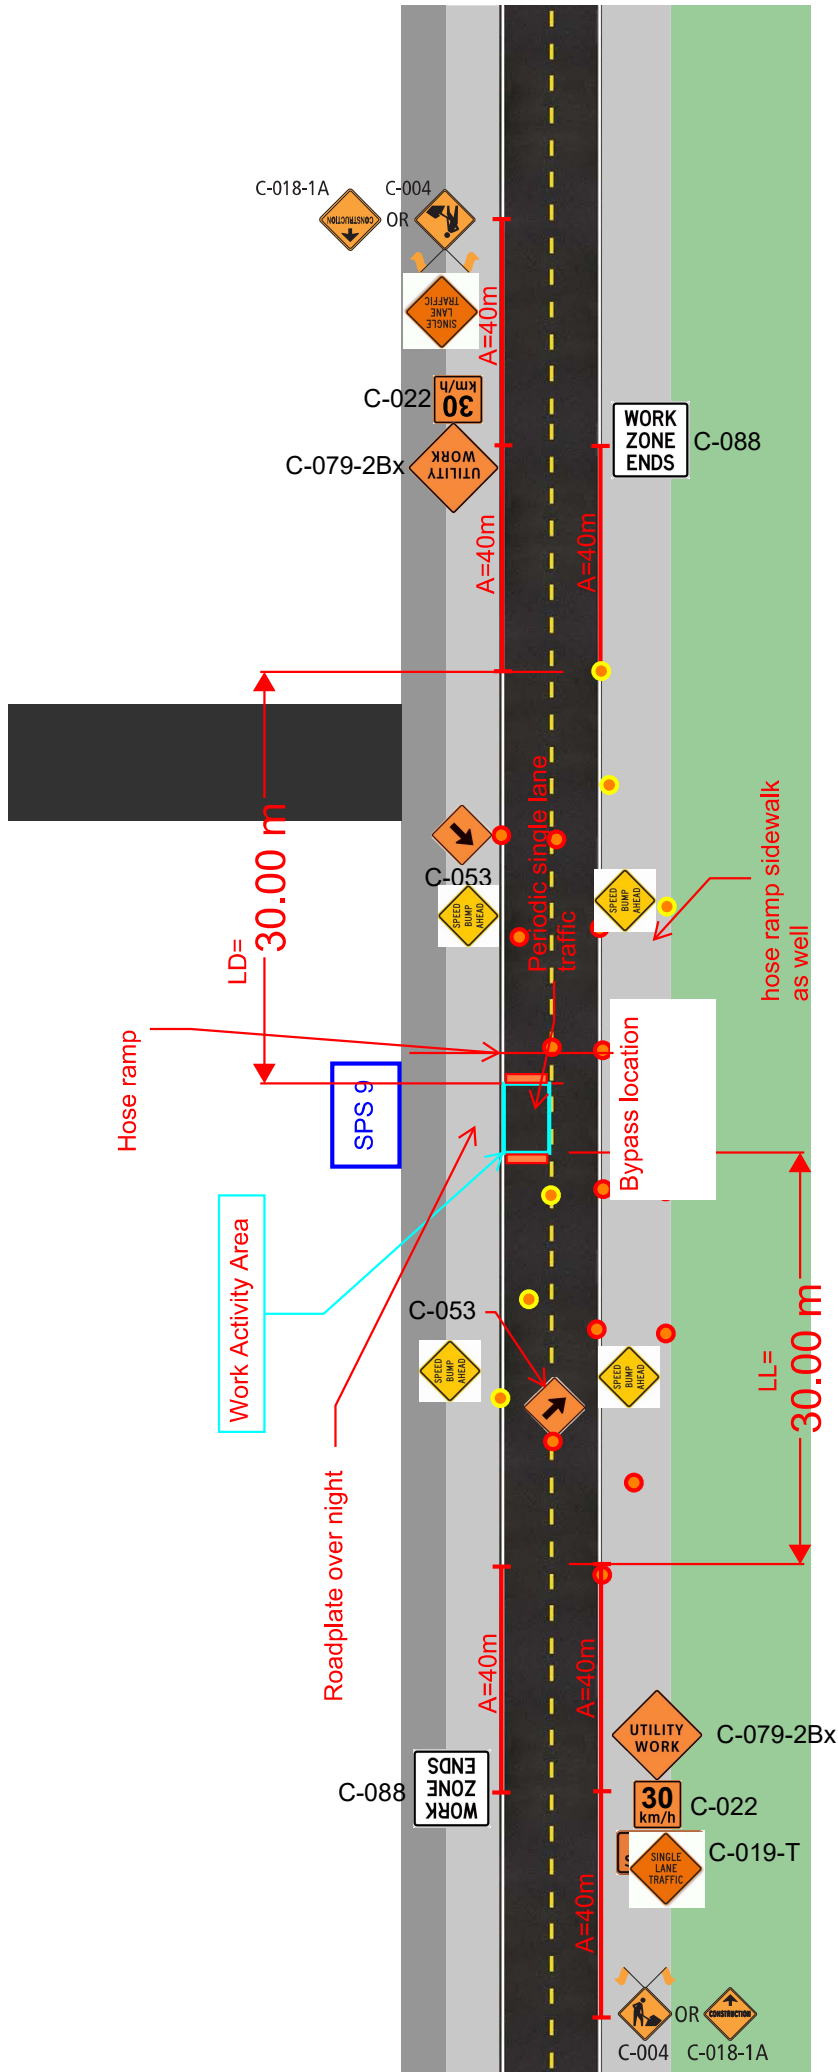 C-018-1A
C-004
CONSTRUCTION
OR
SINGLE
LANE
TRAFFIC
A=40m
C-022
30
km/h
C-079-2Bx
UTILITY
WORK
WORK
ZONE
ENDS
C-088
A=40m
A=40m
LD=
30.00 m
C-053
Periodic single lane
traffic
SPEED
BUMP
AHEAD
SPEED
BUMP
AHEAD
hose ramp sidewalk
as well
Hose ramp
SPS 9
Bypass location
Work Activity Area
C-053
SPEED
BUMP
AHEAD
SPEED
BUMP
AHEAD
LL=
30.00 m
Roadplate over night
A=40m
A=40m
UTILITY
WORK
C-079-2Bx
C-088
WORK
ZONE
ENDS
30
km/h
C-022
C-019-T
S
SINGLE
LANE
TRAFFIC
A=40m
OR
CONSTRUCTION
C-004
C-018-1A